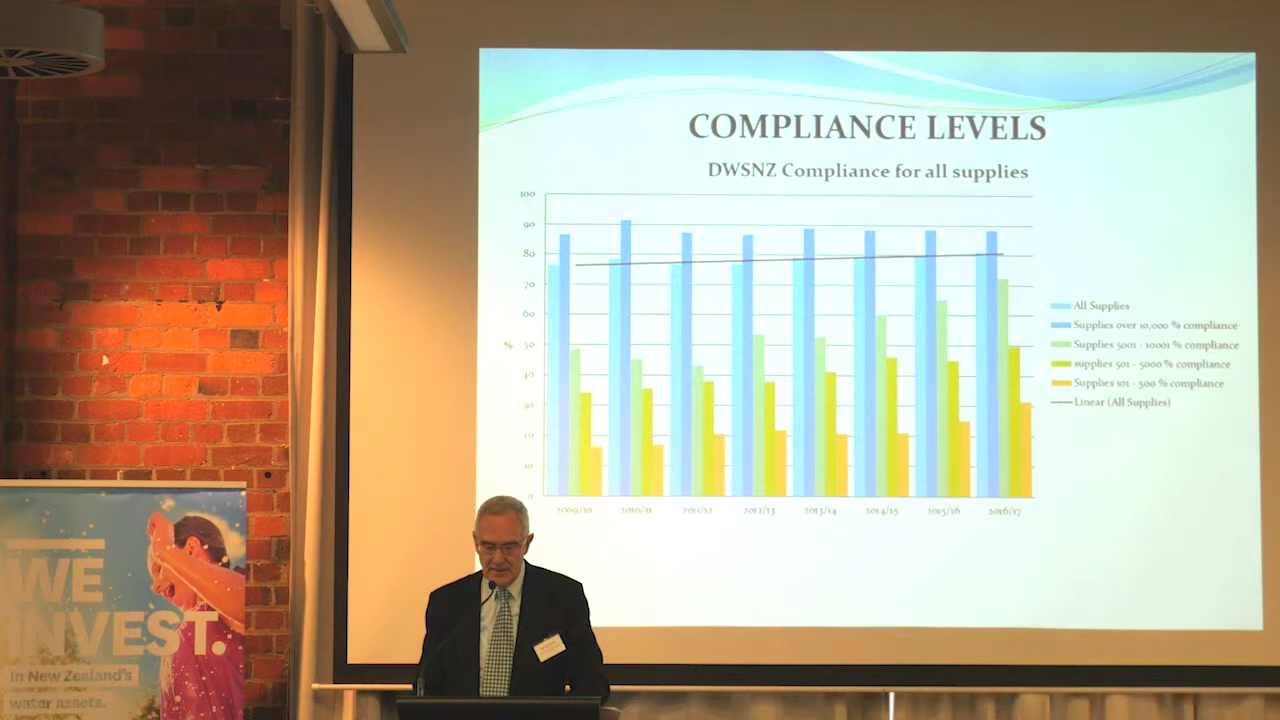 COMPLIANCE LEVELS
DWSNZ Compliance for all supplies
100
90
80
70
60
%
50
40
30
20
10
0
2009/10 2010/11 2011/12 2012/13 2013/14 2014/15 2015/16 2016/17
All Supplies
Supplies over 10,000 % compliance
Supplies 5001 - 10001 % compliance
supplies 501 - 5000 % compliance
Supplies 101 - 500 % compliance
Linear (All Supplies)
WE
INVEST.
In New Zealand's
water assets.